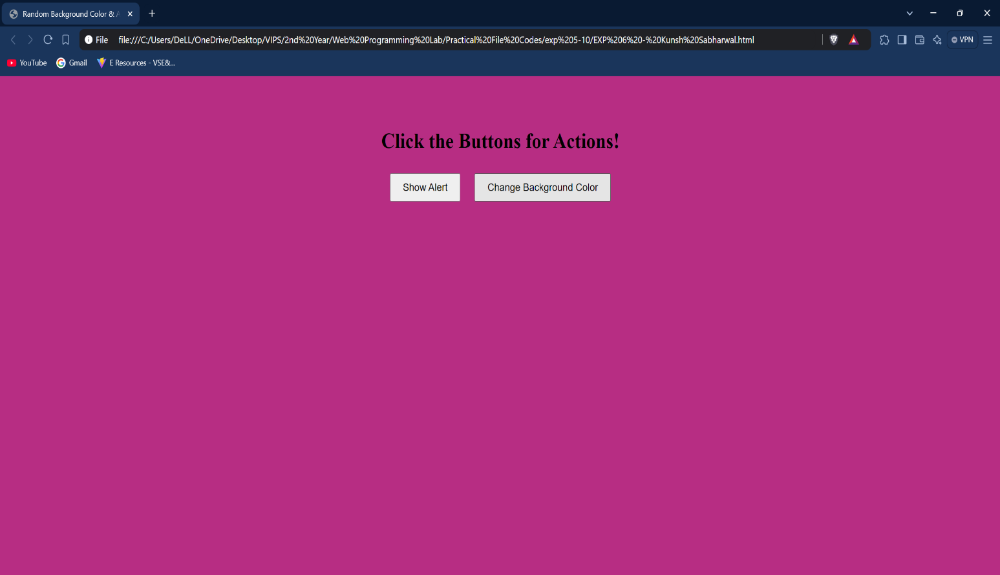 Random Background Color & A
File file:///C:/Users/DeLL/OneDrive/Desktop/VIPS/2nd%20Year/Web%20Programming%20Lab/Practical%20File%20Codes/exp%205-10/EXP%206%20-%20Kunsh%20Sabharwal.html VPN
YouTube Gmail E Resources - VSE&...
Click the Buttons for Actions!
Show Alert Change Background Color